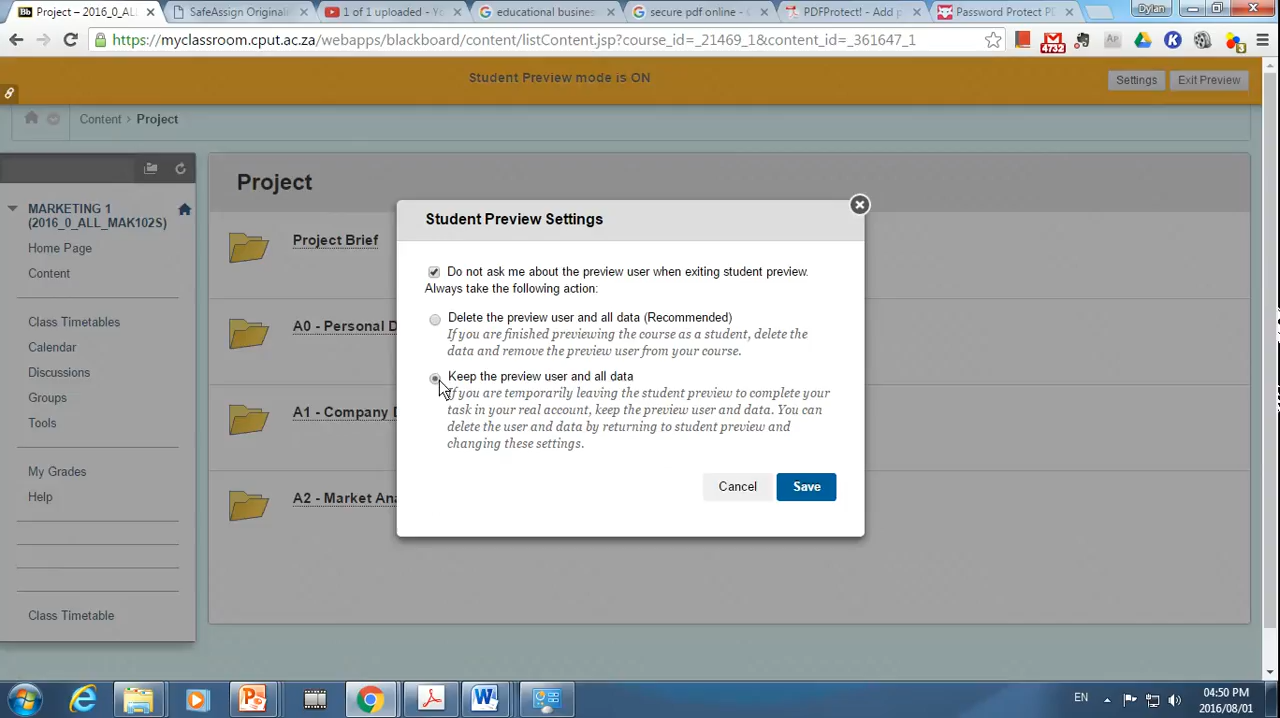 Project – 2016_0_ALL_
SafeAssign Original
1 of 1 uploaded - Yo
educational busines
secure pdf online - G
PDFProtect! - Add p
Password Protect PD
Dylan
https://myclassroom.cput.ac.za/webapps/blackboard/content/listContent.jsp?course_id=_21469_1&content_id=_361647_1
4732
AP
3
Student Preview mode is ON
Settings
Exit Preview
Content > Project
MARKETING 1
(2016_0_ALL_MAK102S)
Home Page
Content
Class Timetables
Calendar
Discussions
Groups
Tools
My Grades
Help
Class Timetable
Project
Project Brief
A0 - Personal D
A1 - Company D
A2 - Market Ana
Student Preview Settings
Do not ask me about the preview user when exiting student preview.
Always take the following action:
Delete the preview user and all data (Recommended)
If you are finished previewing the course as a student, delete the
data and remove the preview user from your course.
Keep the preview user and all data
If you are temporarily leaving the student preview to complete your
task in your real account, keep the preview user and data. You can
delete the user and data by returning to student preview and
changing these settings.
Cancel
Save
EN
04:50 PM
2016/08/01